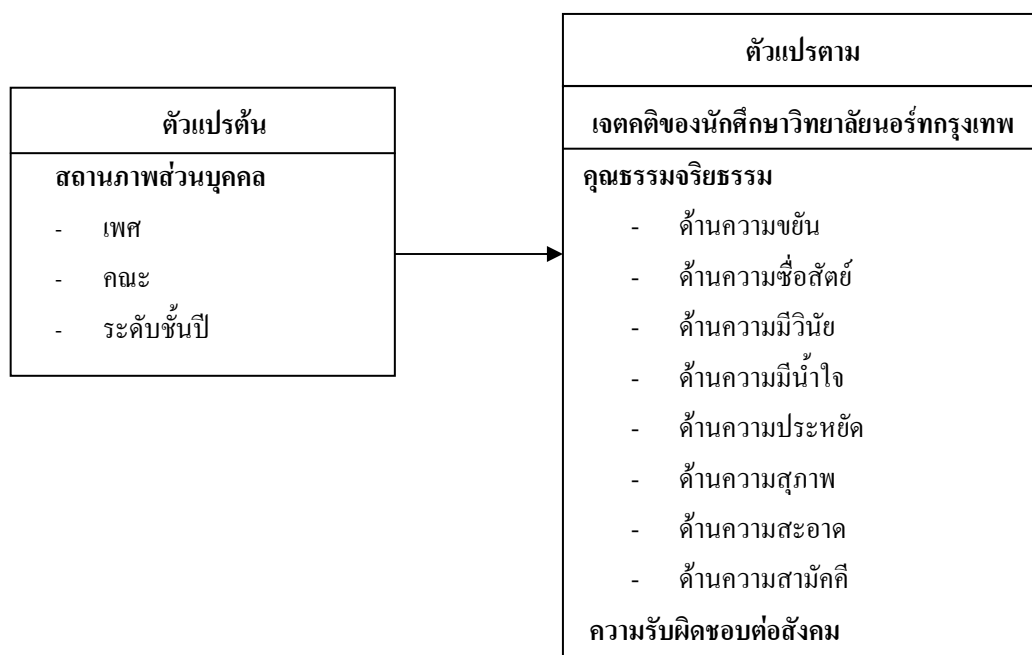 ตัวแปรต้น
สถานภาพส่วนบุคคล
- เพศ
- คณะ
- ระดับชั้นปี
ตัวแปรตาม
เจตคติของนักศึกษาวิทยาลัยนอร์ทกรุงเทพ
คุณธรรมจริยธรรม
- ด้านความขยัน
- ด้านความซื่อสัตย์
- ด้านความมีวินัย
- ด้านความมีน้ำใจ
- ด้านความประหยัด
- ด้านความสุภาพ
- ด้านความสะอาด
- ด้านความสามัคคี
ความรับผิดชอบต่อสังคม